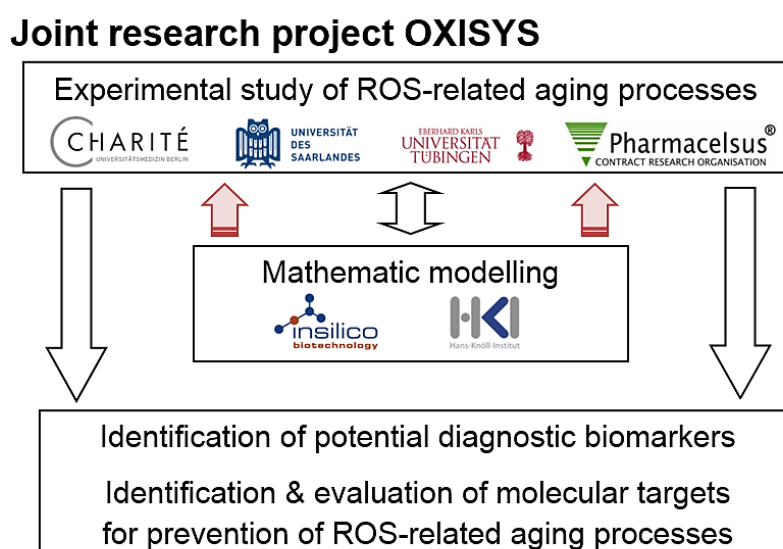 Joint research project OXISYS
Experimental study of ROS-related aging processes
CHARITÉ
UNIVERSITÄTSMEDIZIN BERLIN
UNIVERSITÄT
DES
SAARLANDES
EBERHARD KARLS
UNIVERSITÄT
TÜBINGEN
Pharmacelsus®
CONTRACT RESEARCH ORGANISATION
Mathematic modelling
insilico
biotechnology
HKI
Hans-Knöll-Institut
Identification of potential diagnostic biomarkers
Identification & evaluation of molecular targets
for prevention of ROS-related aging processes